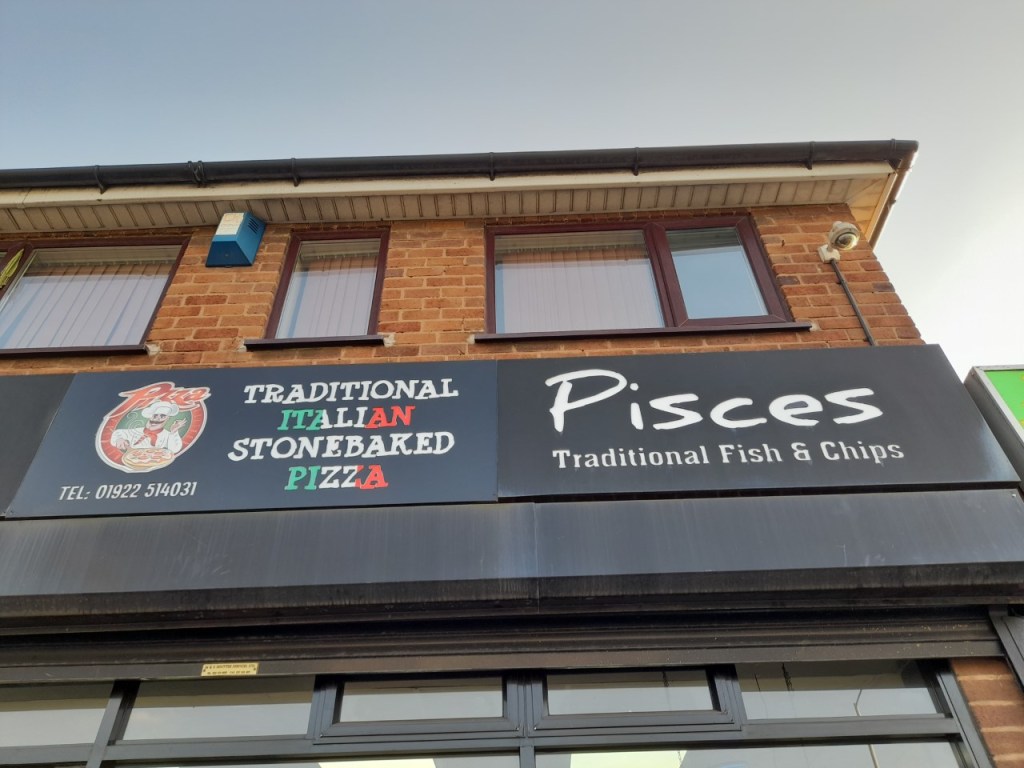 TRADITIONAL
ITALIAN
STONEBAKED
PIZZA
TEL: 01922 514031
Pisces
Traditional Fish & Chips